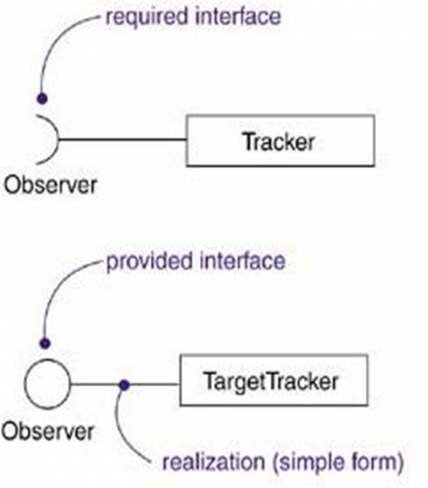 required interface
Tracker
Observer
provided interface
TargetTracker
Observer
realization (simple form)